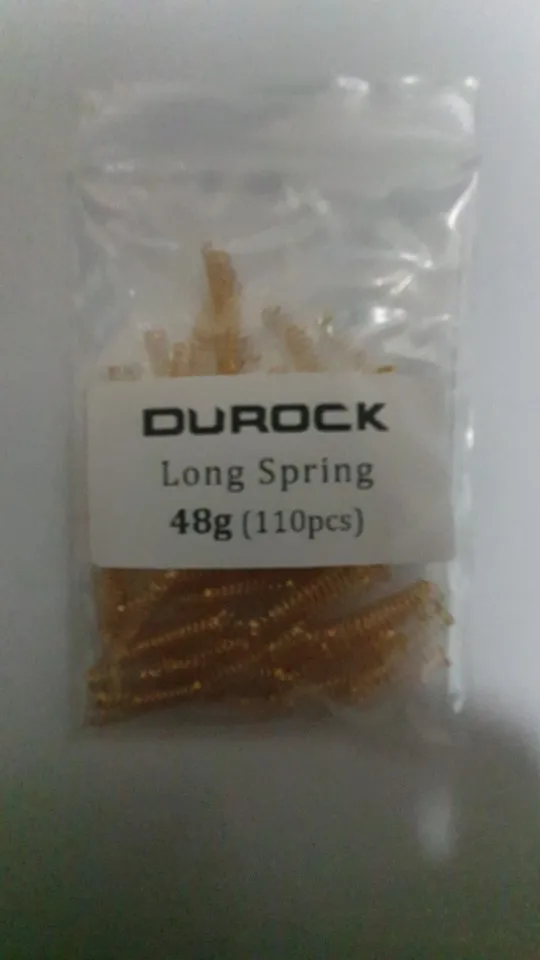 DUROCK
Long Spring
48g (110pcs)